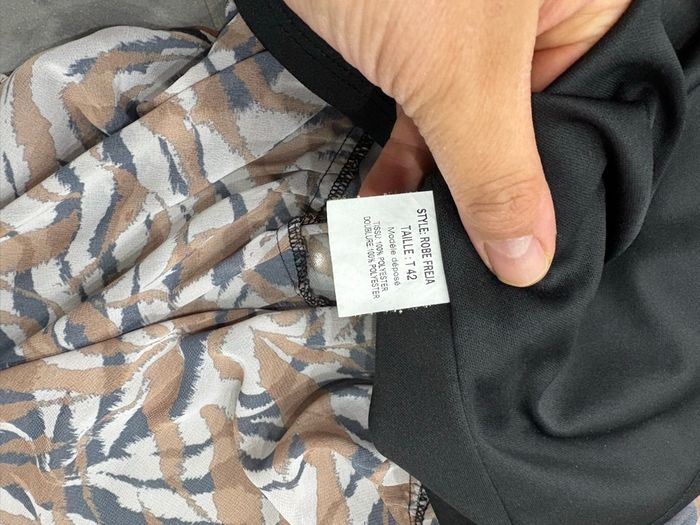 STYLE: ROBE FREJA
TAILLE : T 42
Modèle déposé
TISSU 100% POLYESTER
DOUBLURE 100% POLYESTER